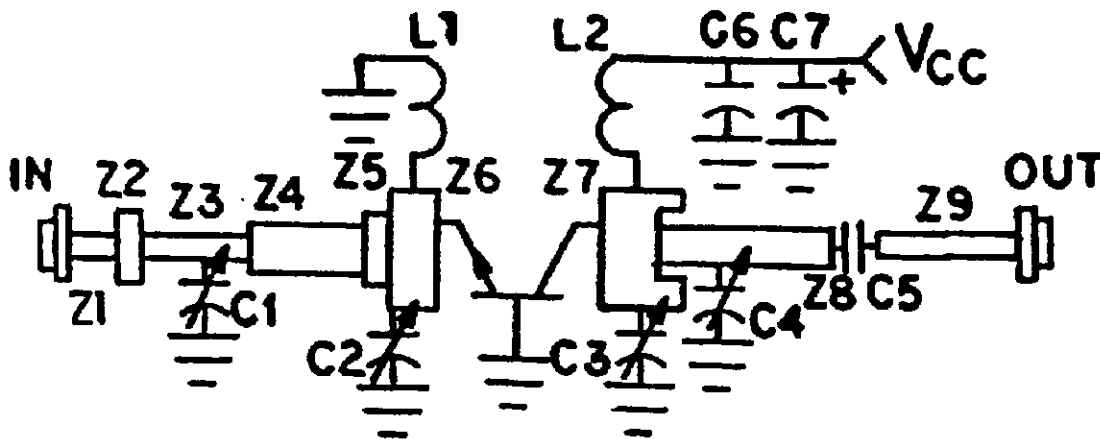 L1 L2 C6 C7 VCC
+
IN Z2 Z3 Z4 Z5 Z6 Z7 Z9 OUT
Z1 C1 Z8 C5
C2 C3 C4